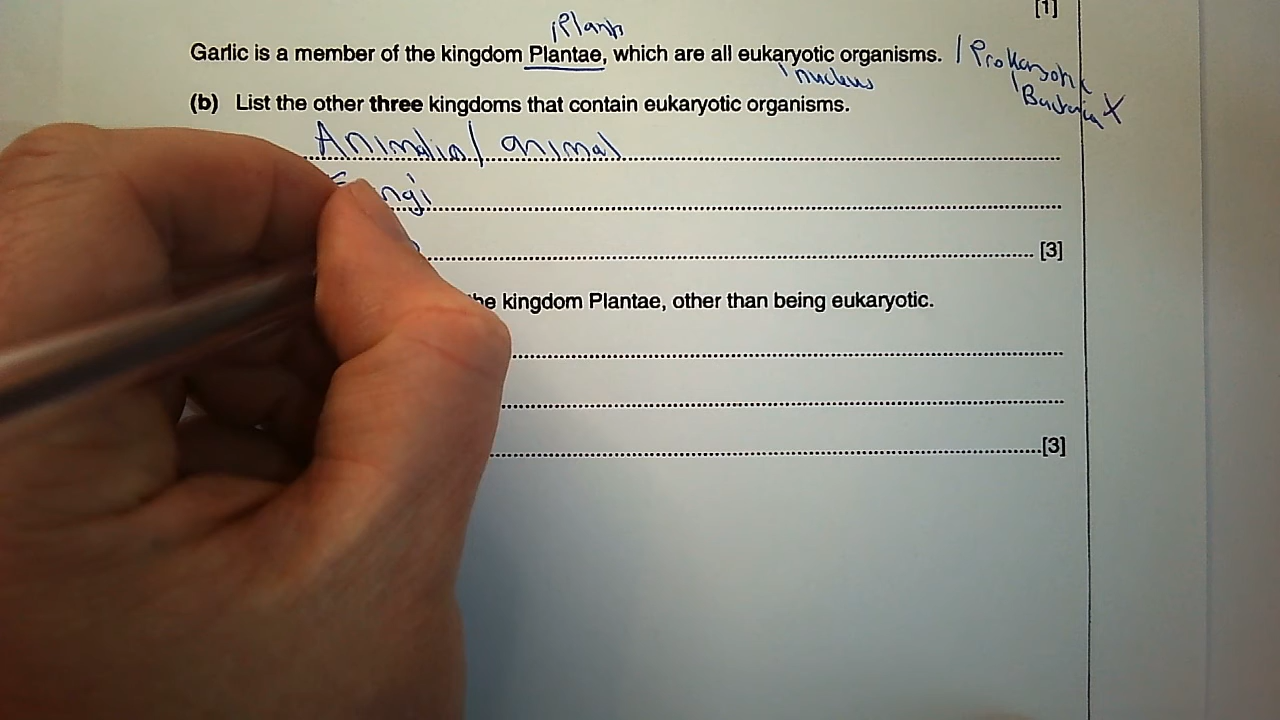 [1]
Plants
Garlic is a member of the kingdom Plantae, which are all eukaryotic organisms. / Prokaryotic
nucleus
Bacteria X
(b) List the other three kingdoms that contain eukaryotic organisms.
Animalia / animal
ngi
[3]
he kingdom Plantae, other than being eukaryotic.
[3]